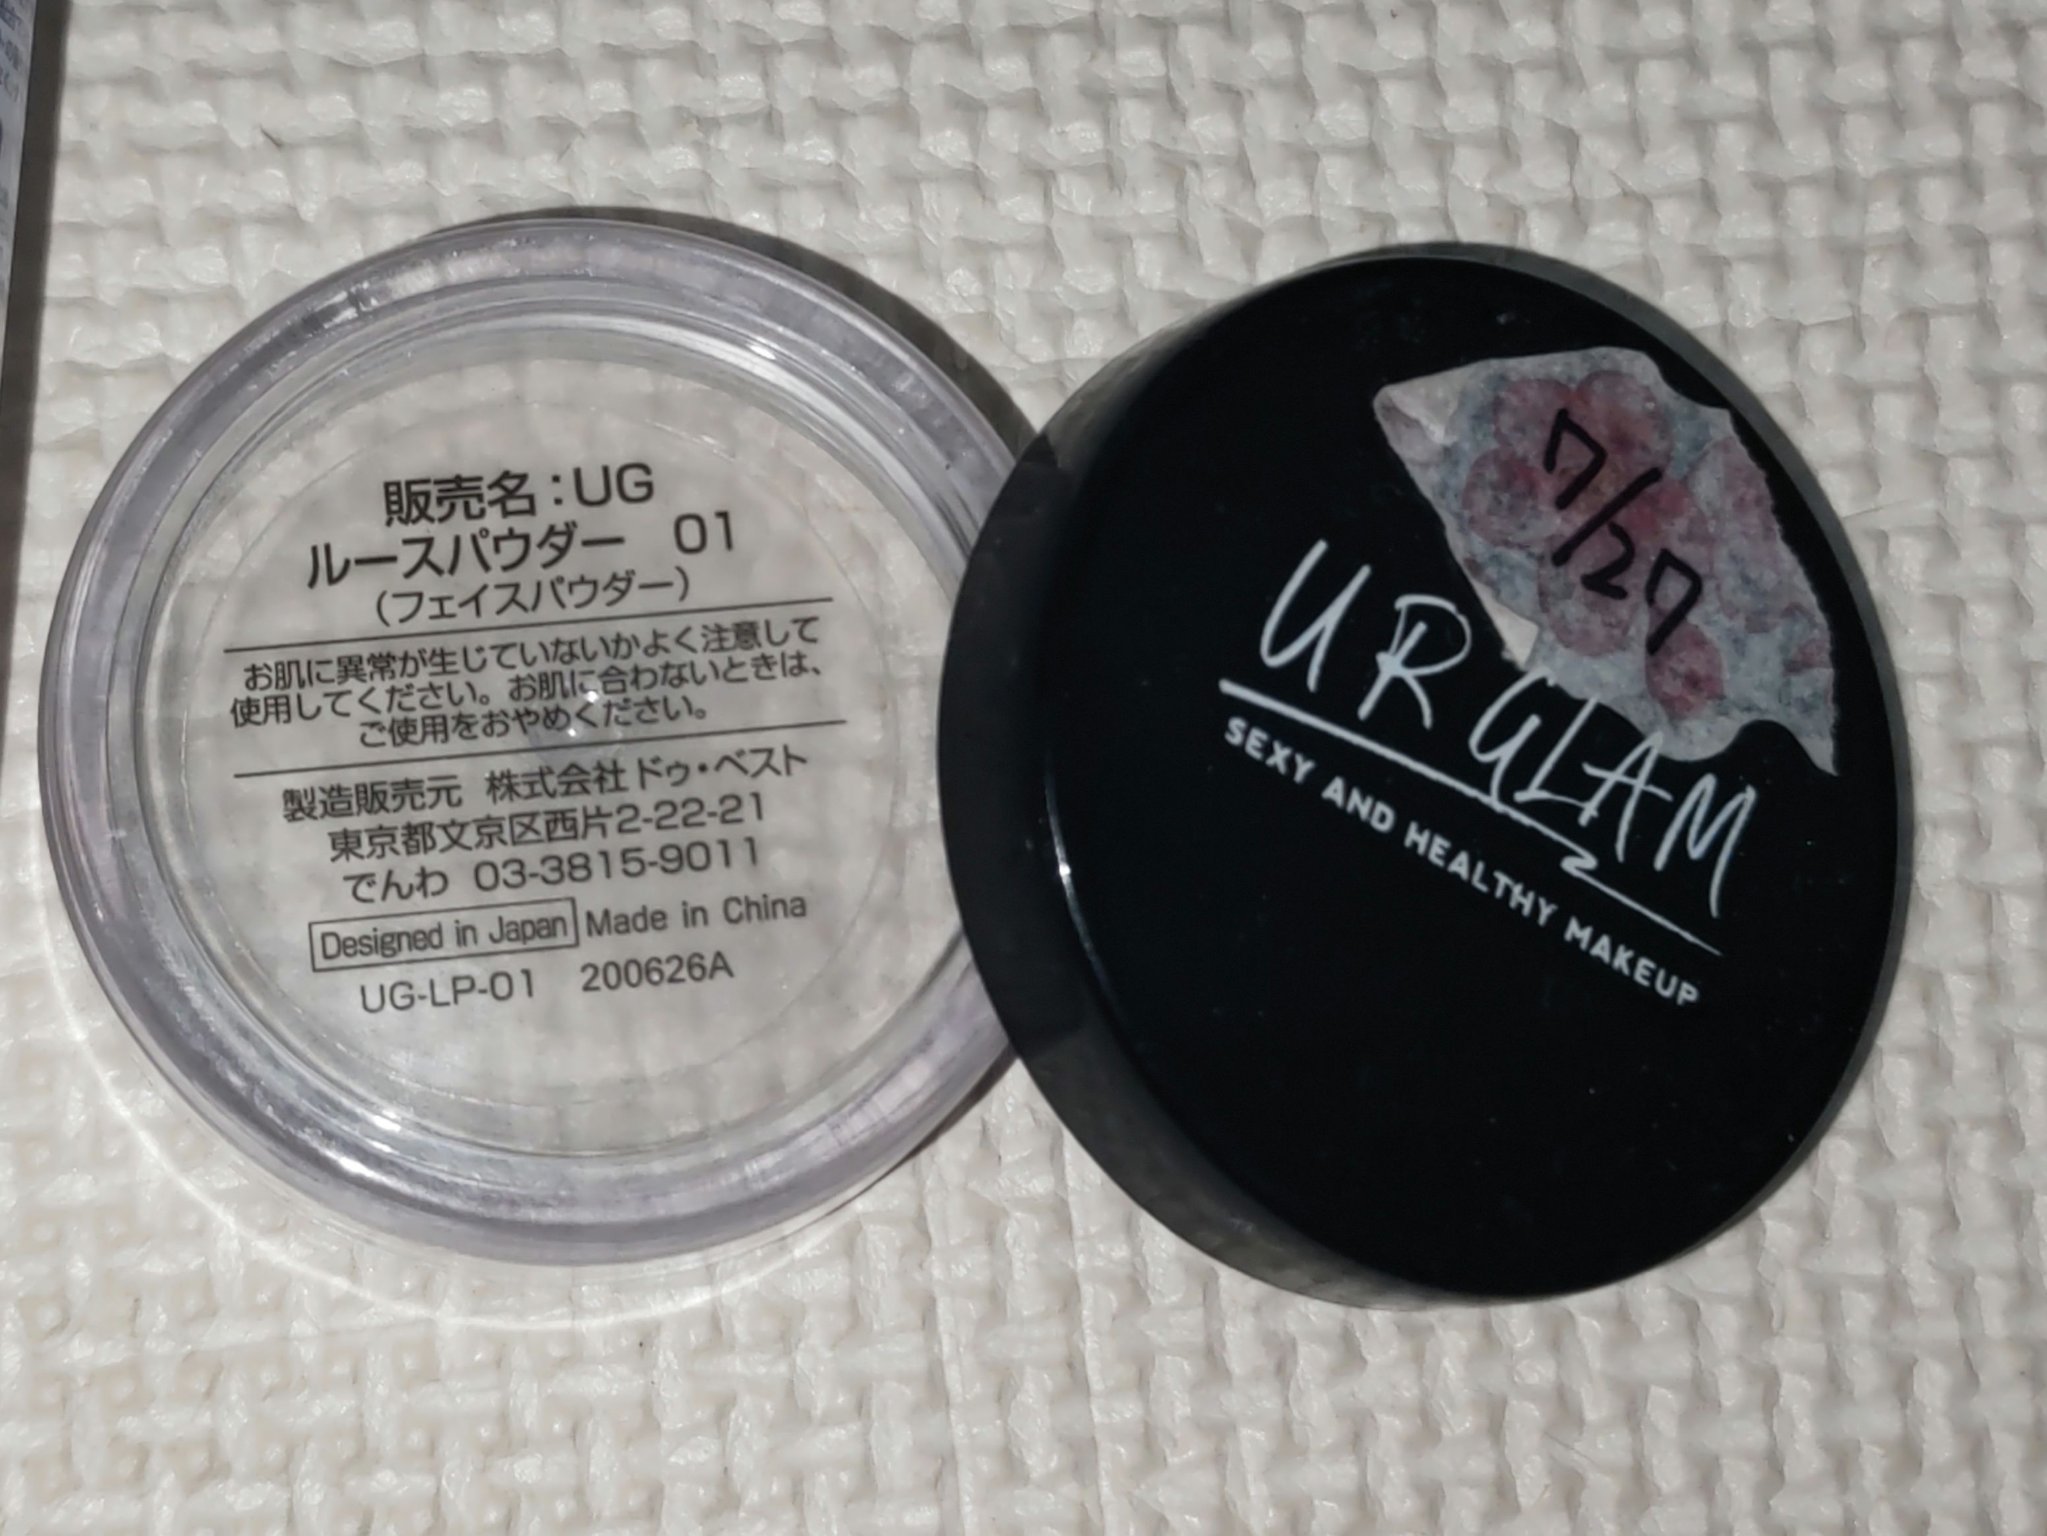 販売名:UG
ルースパウダー 01
(フェイスパウダー)
お肌に異常が生じていないかよく注意して
使用してください。お肌に合わないときは、
ご使用をおやめください。
製造販売元 株式会社ドゥ・ベスト
東京都文京区西片2-22-21
でんわ 03-3815-9011
Designed in Japan Made in China
UG-LP-01 200626A
7/27
UR GLAM
SEXY AND HEALTHY MAKEUP